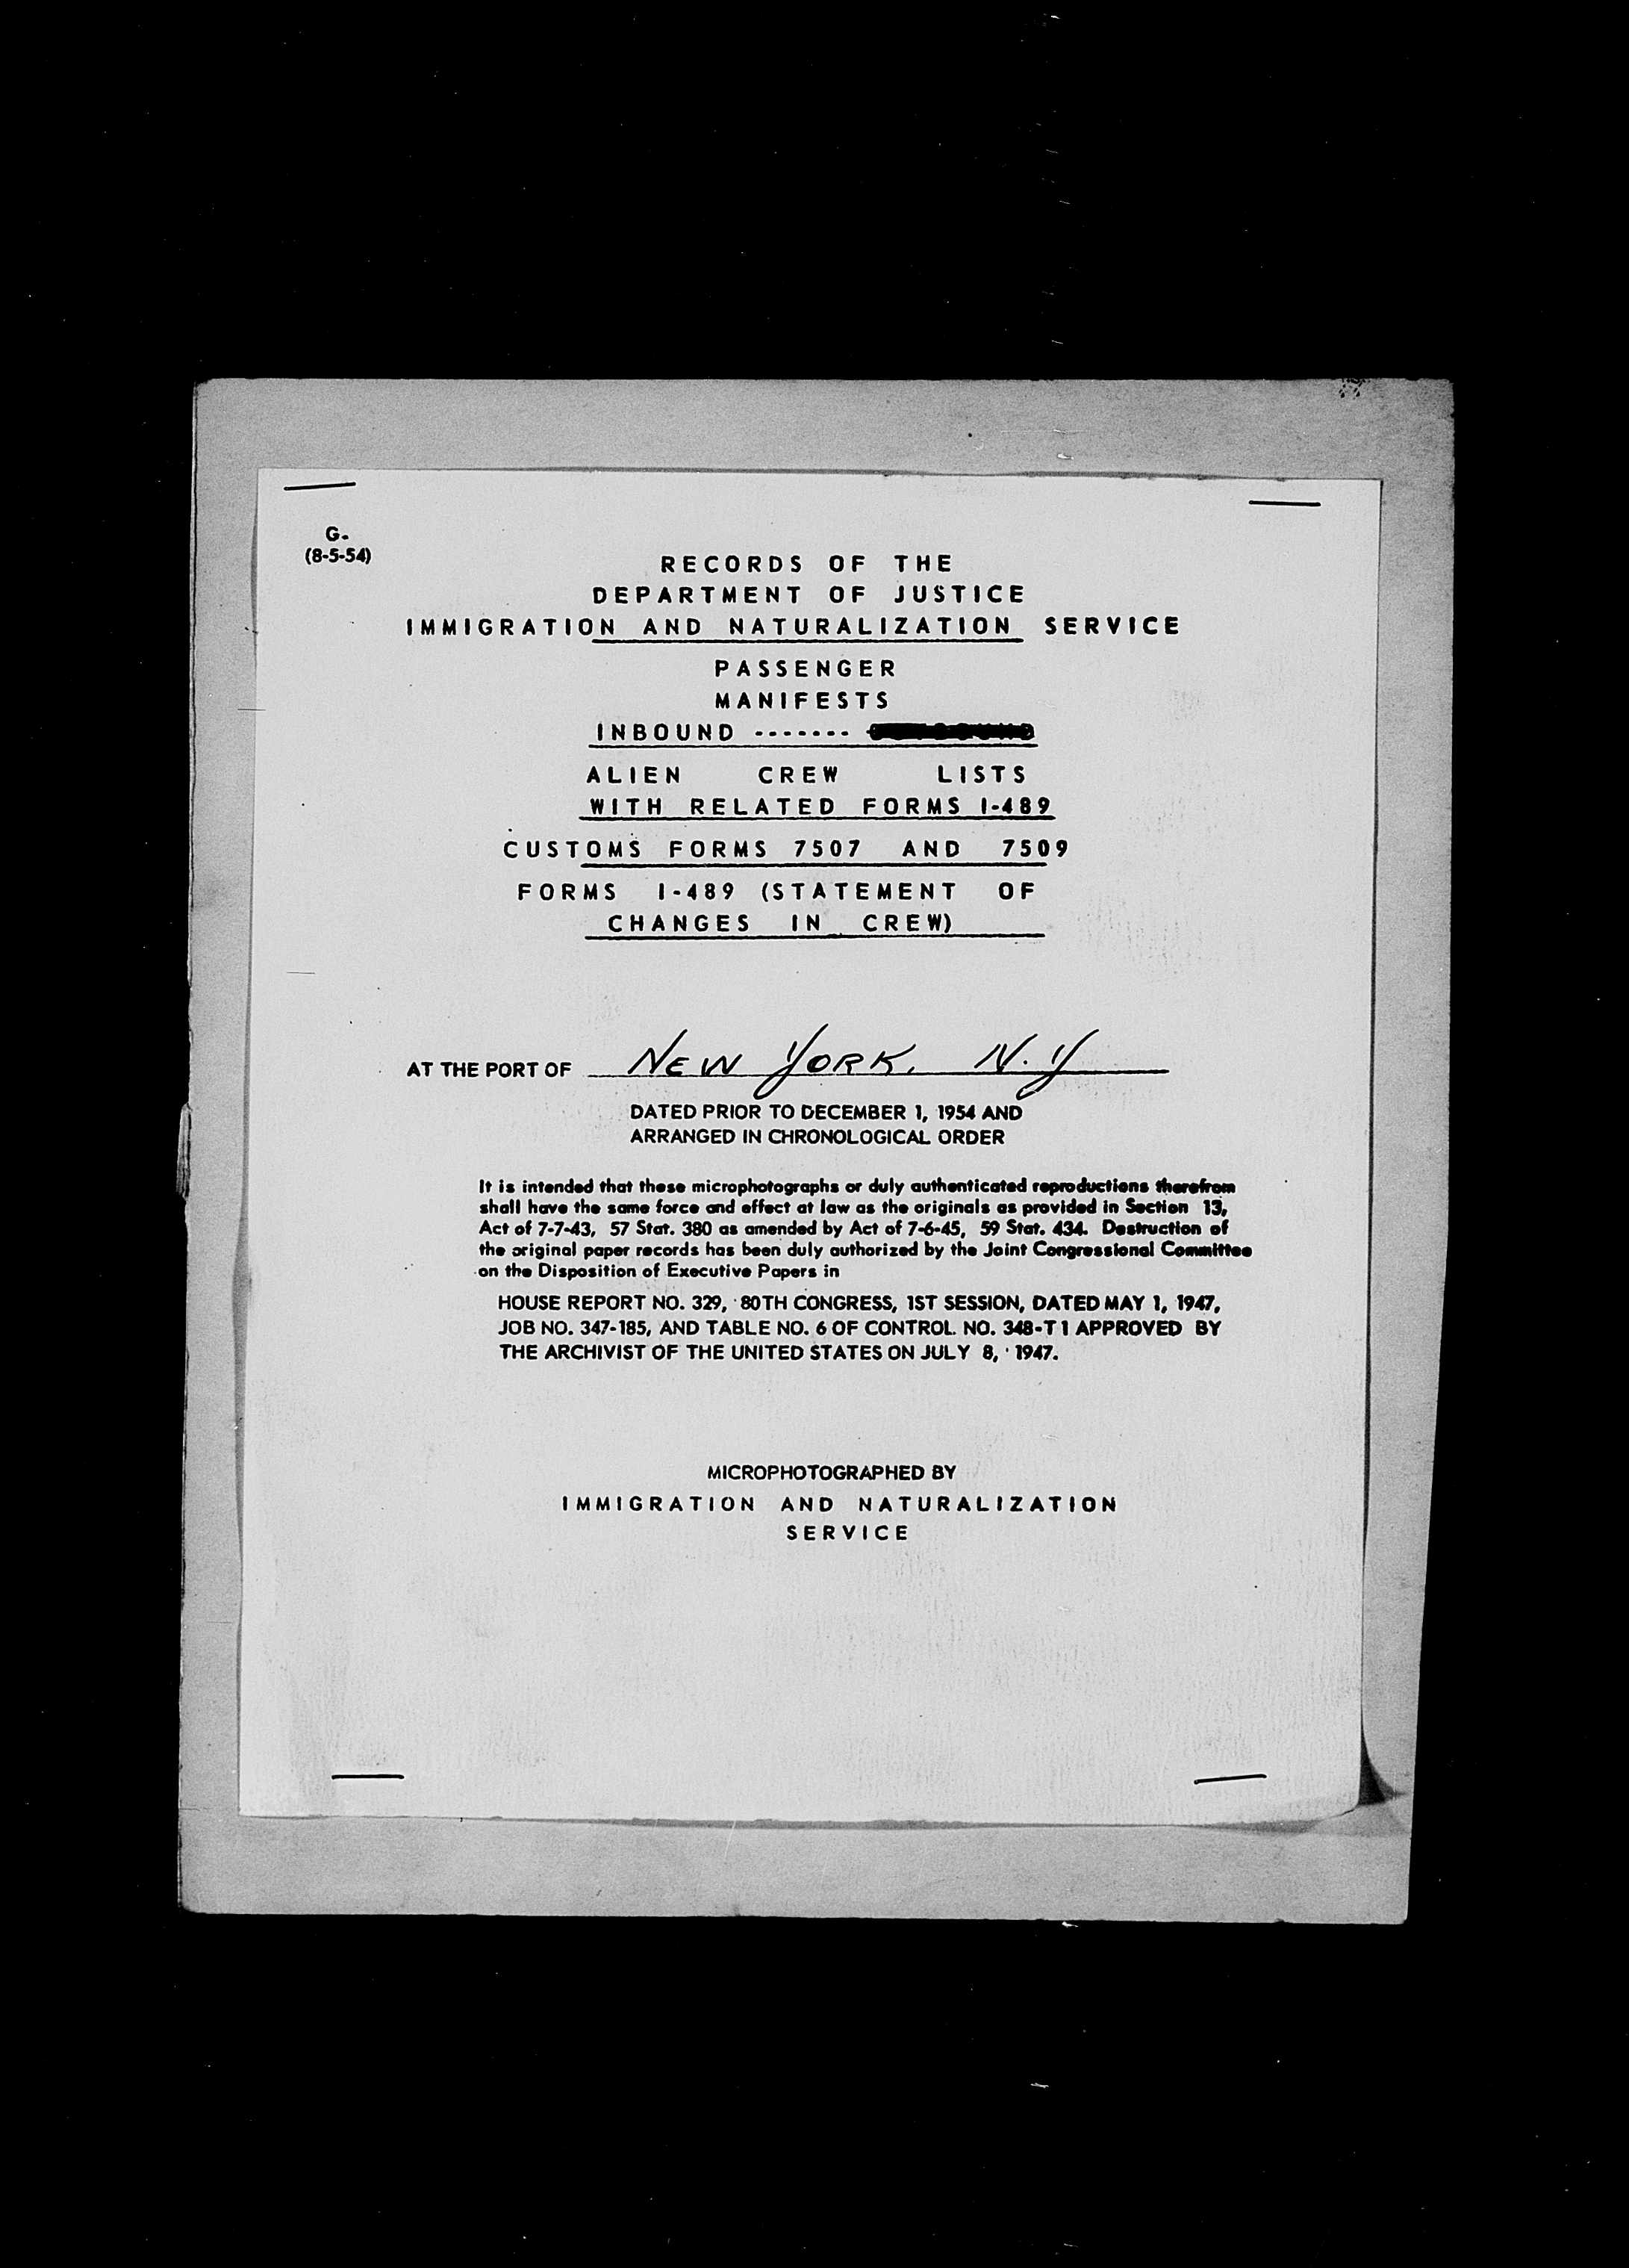 G-
(8-5-54)
RECORDS OF THE
DEPARTMENT OF JUSTICE
IMMIGRATION AND NATURALIZATION SERVICE
PASSENGER
MANIFESTS
INBOUND -------
ALIEN CREW LISTS
WITH RELATED FORMS I-489
CUSTOMS FORMS 7507 AND 7509
FORMS I-489 (STATEMENT OF
CHANGES IN CREW)
AT THE PORT OF NEW YORK, N.Y
DATED PRIOR TO DECEMBER 1, 1954 AND
ARRANGED IN CHRONOLOGICAL ORDER
It is intended that these microphotographs or duly authenticated reproductions therefrom
shall have the same force and effect at law as the originals as provided in Section 13,
Act of 7-7-43, 57 Stat. 380 as amended by Act of 7-6-45, 59 Stat. 434. Destruction of
the original paper records has been duly authorized by the Joint Congressional Committee
on the Disposition of Executive Papers in
HOUSE REPORT NO. 329, 80TH CONGRESS, 1ST SESSION, DATED MAY 1, 1947,
JOB NO. 347-185, AND TABLE NO. 6 OF CONTROL NO. 348-T1 APPROVED BY
THE ARCHIVIST OF THE UNITED STATES ON JULY 8, 1947.
MICROPHOTOGRAPHED BY
IMMIGRATION AND NATURALIZATION
SERVICE